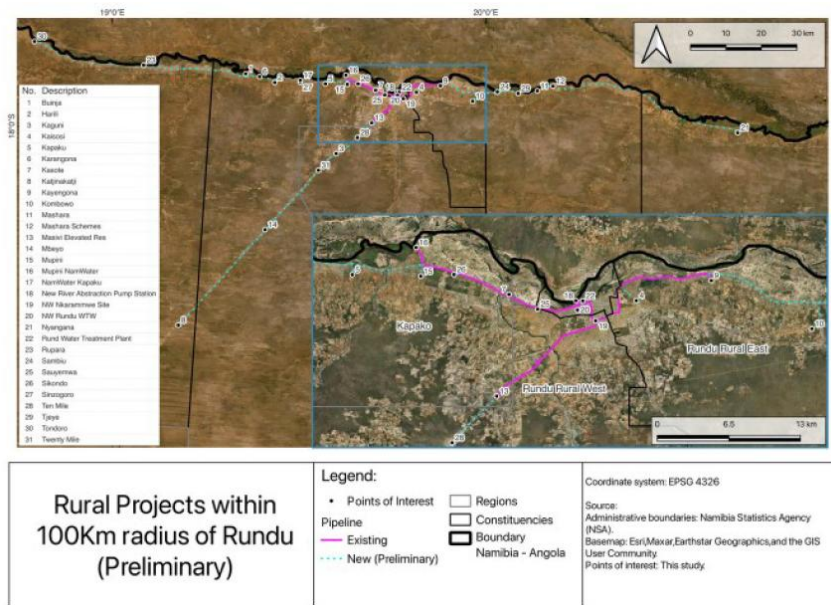 19°0'E
20°0'E
18°0'S
0 10 20 30 km
No. Description
1 Buinja
2 Harili
3 Kaguni
4 Kaisosi
5 Kapaku
6 Karangona
7 Kasote
8 Katjinakatji
9 Kayengona
10 Kombowo
11 Mashara
12 Mashara Schemes
13 Masivi Elevated Res
14 Mbeyo
15 Mupini
16 Mupini NamWater
17 NamWater Kapaku
18 New River Abstraction Pump Station
19 NW Nkarammwe Site
20 NW Rundu WTW
21 Nyangana
22 Rund Water Treatment Plant
23 Rupara
24 Sambiu
25 Sauyemwa
26 Sikondo
27 Sinzogoro
28 Ten Mile
29 Tjeye
30 Tondoro
31 Twenty Mile
Kapako
Rundu Rural East
Rundu Rural West
0 6.5 13 km
Rural Projects within
100Km radius of Rundu
(Preliminary)
Legend:
Points of Interest
Pipeline
Existing
New (Preliminary)
Regions
Constituencies
Boundary
Namibia - Angola
Coordinate system: EPSG 4326
Source:
Administrative boundaries: Namibia Statistics Agency
(NSA).
Basemap: Esri,Maxar,Earthstar Geographics,and the GIS
User Community.
Points of interest: This study.